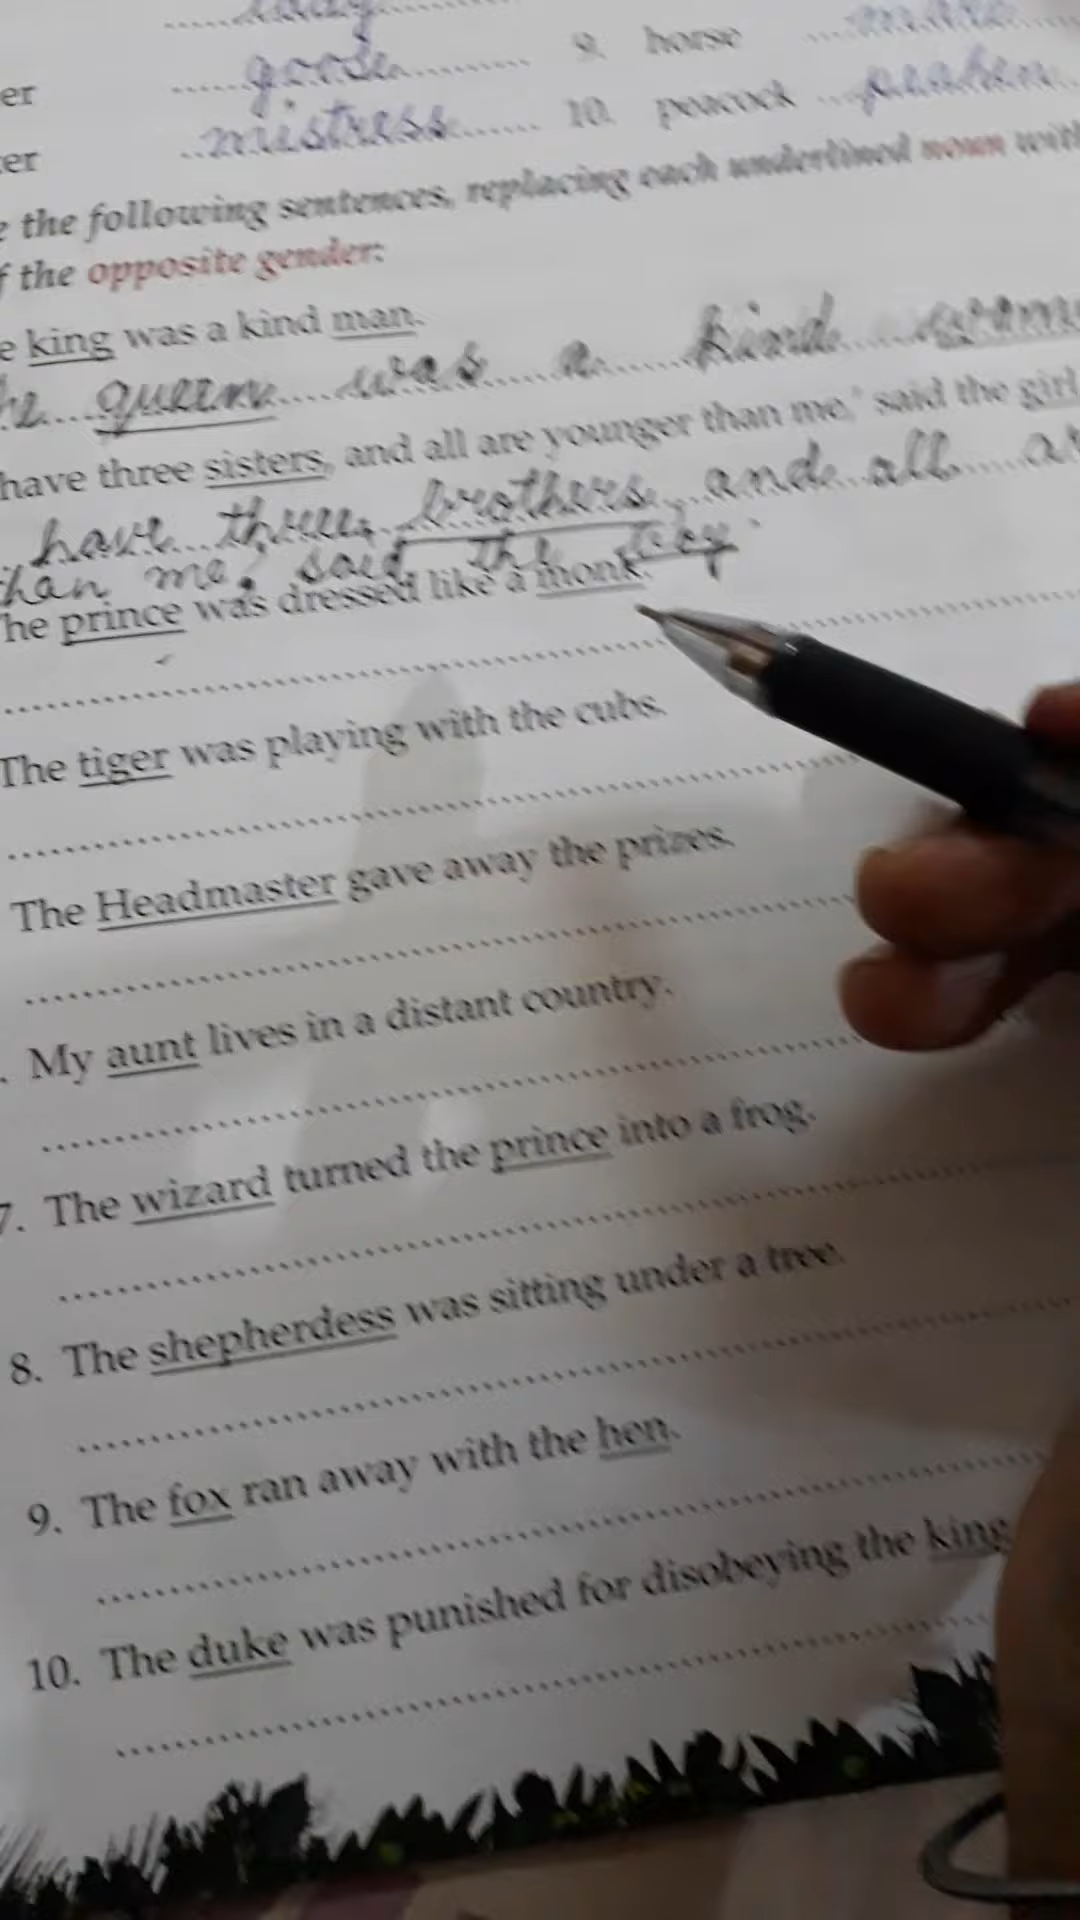 lady
er goose 9. horse mare
ter mistress 10. peacock peahen
e the following sentences, replacing each underlined noun with
f the opposite gender:
e king was a kind man.
he queen was a kind
have three sisters, and all are younger than me,' said the girl
have three brothers, and all ar
than me, said the boy.
The prince was dressed like a monk.
The tiger was playing with the cubs.
The Headmaster gave away the prizes.
. My aunt lives in a distant country.
7. The wizard turned the prince into a frog.
8. The shepherdess was sitting under a tree.
9. The fox ran away with the hen.
10. The duke was punished for disobeying the king